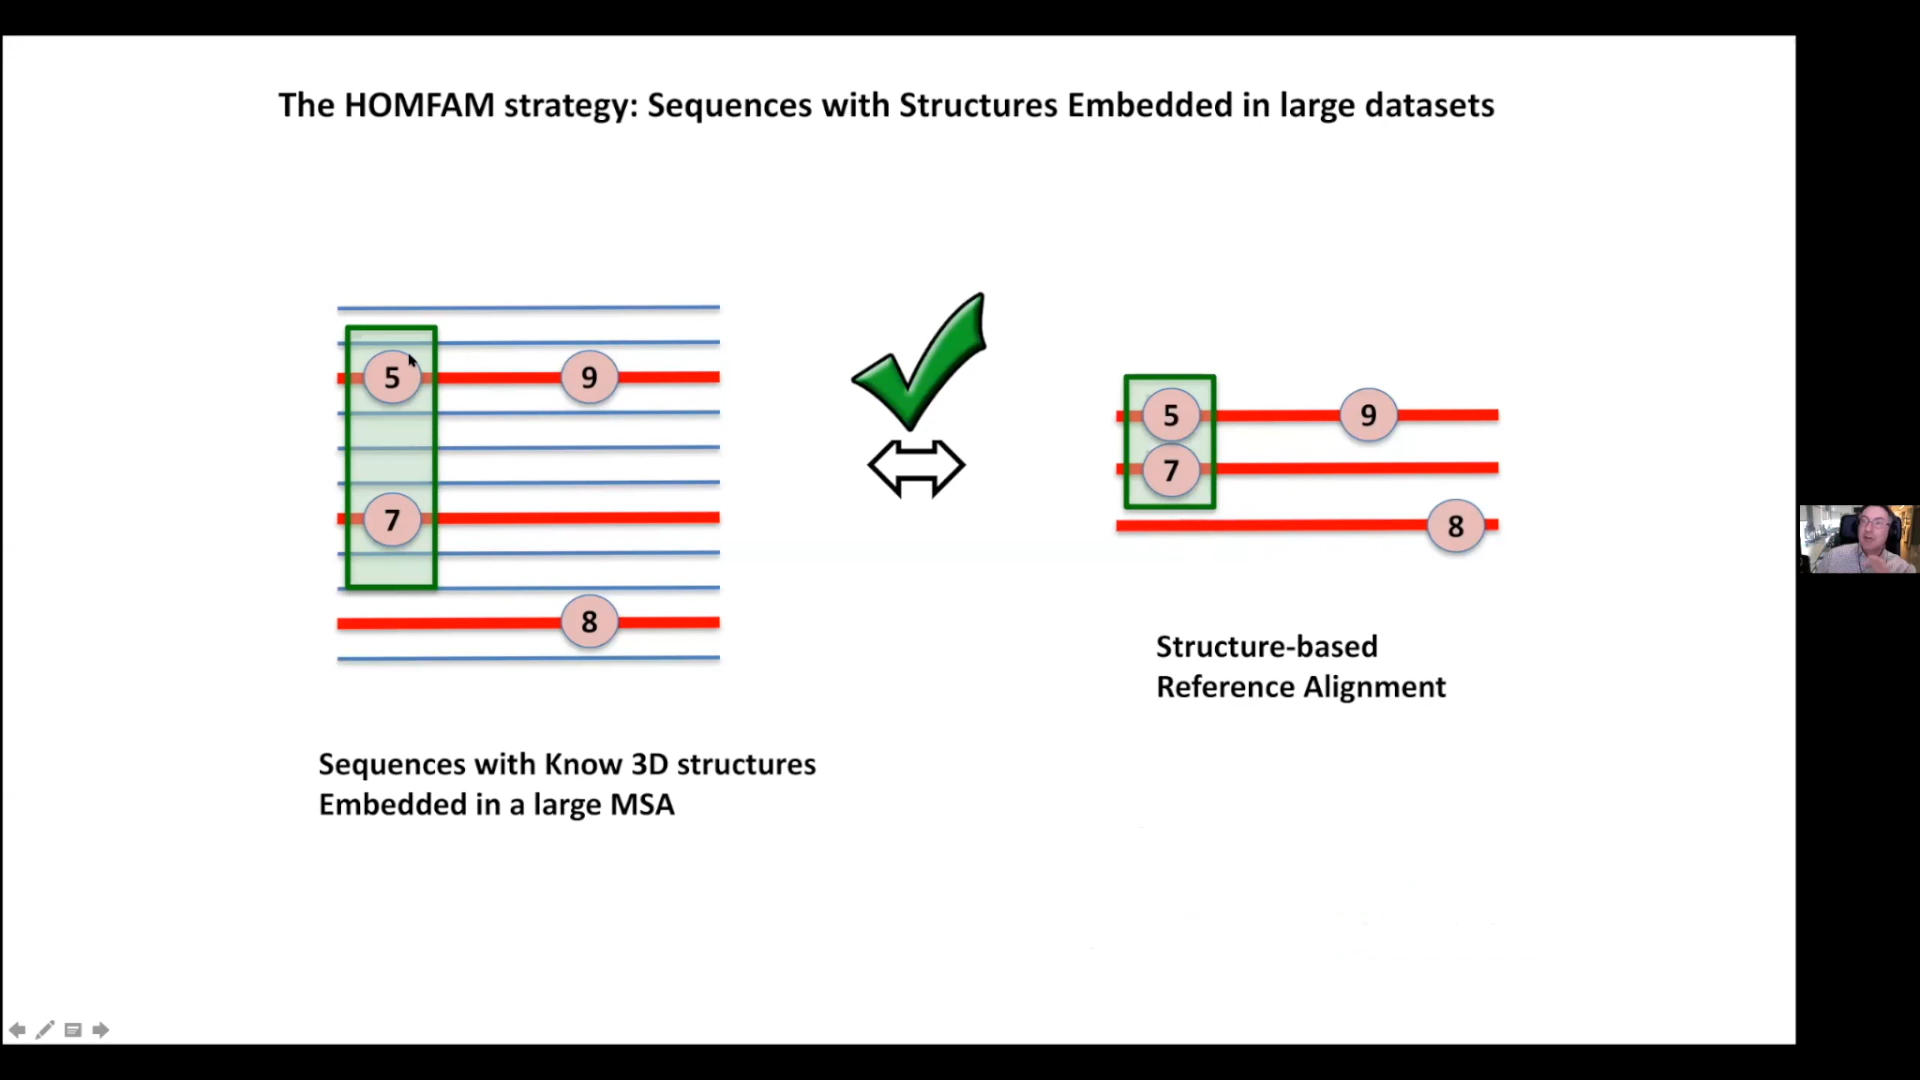 The HOMFAM strategy: Sequences with Structures Embedded in large datasets
5 9
7
8
5 9
7
8
Structure-based
Reference Alignment
Sequences with Know 3D structures
Embedded in a large MSA